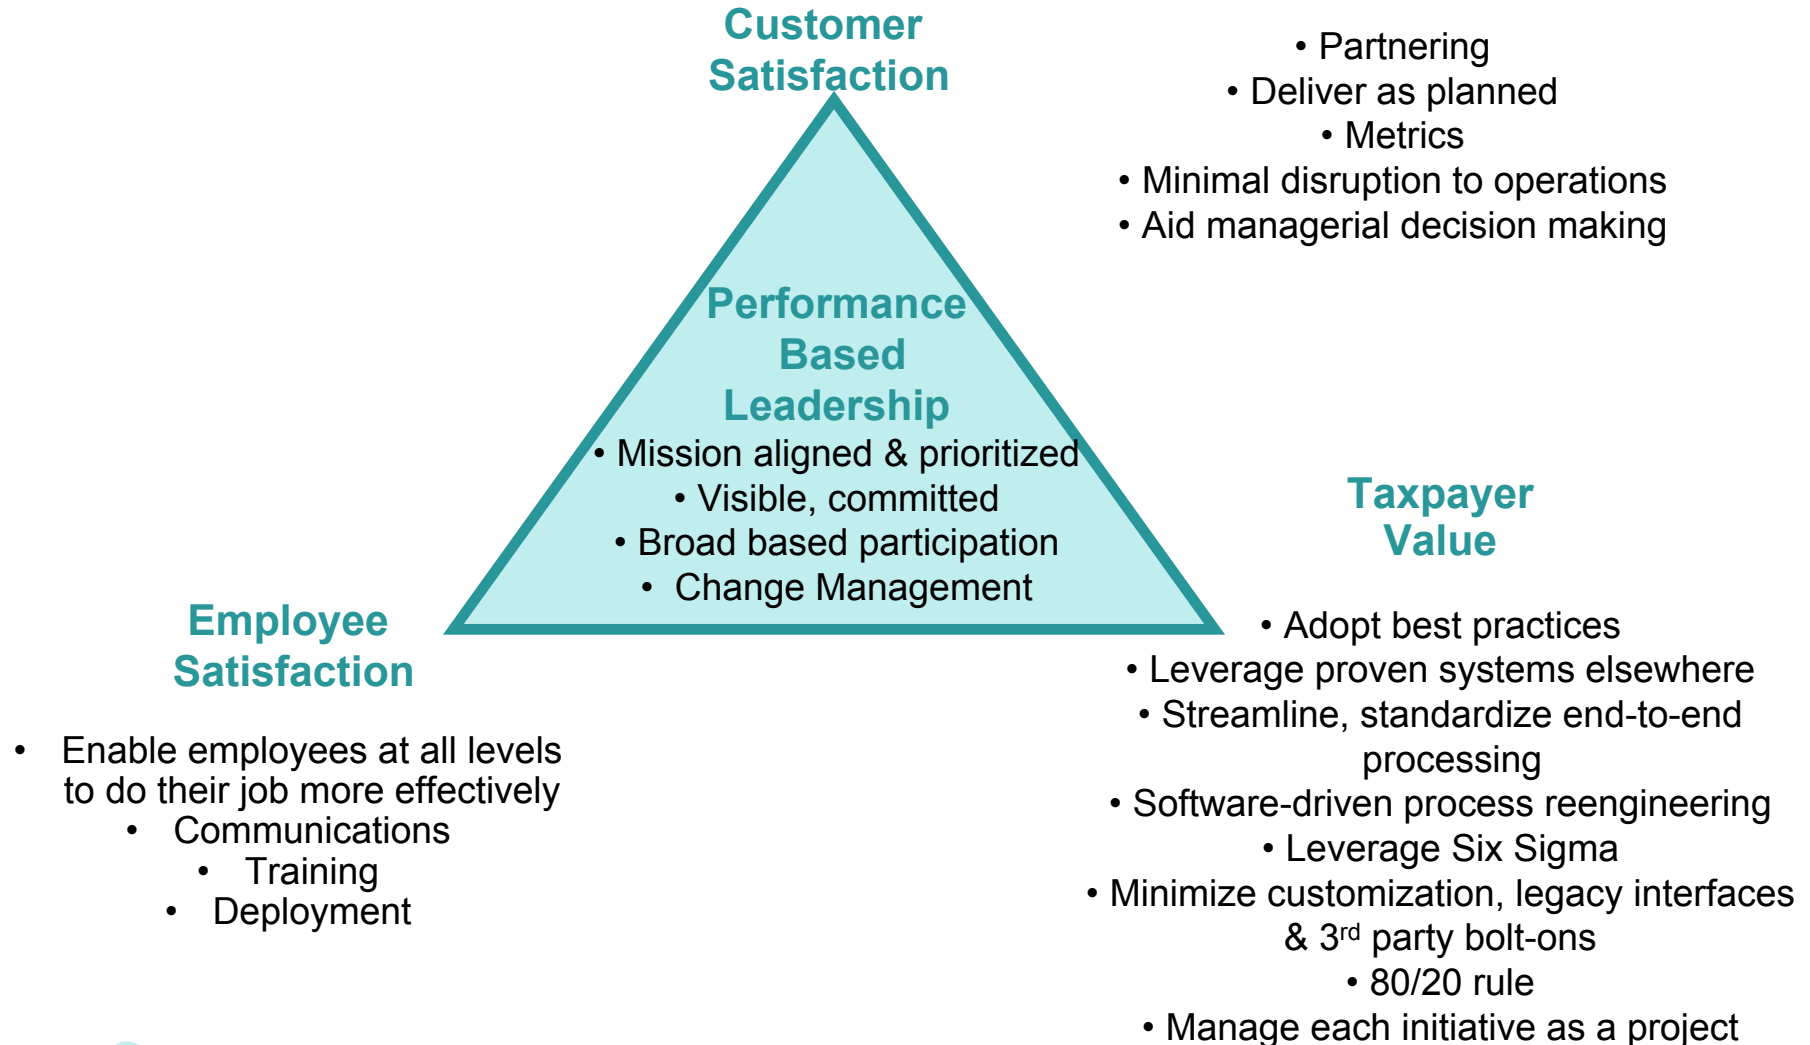 Customer
Satisfaction
• Partnering
• Deliver as planned
• Metrics
• Minimal disruption to operations
• Aid managerial decision making
Performance
Based
Leadership
• Mission aligned & prioritized
• Visible, committed
• Broad based participation
• Change Management
Taxpayer
Value
• Adopt best practices
• Leverage proven systems elsewhere
• Streamline, standardize end-to-end
processing
• Software-driven process reengineering
• Leverage Six Sigma
• Minimize customization, legacy interfaces
& 3rd party bolt-ons
• 80/20 rule
• Manage each initiative as a project
Employee
Satisfaction
• Enable employees at all levels
to do their job more effectively
• Communications
• Training
• Deployment